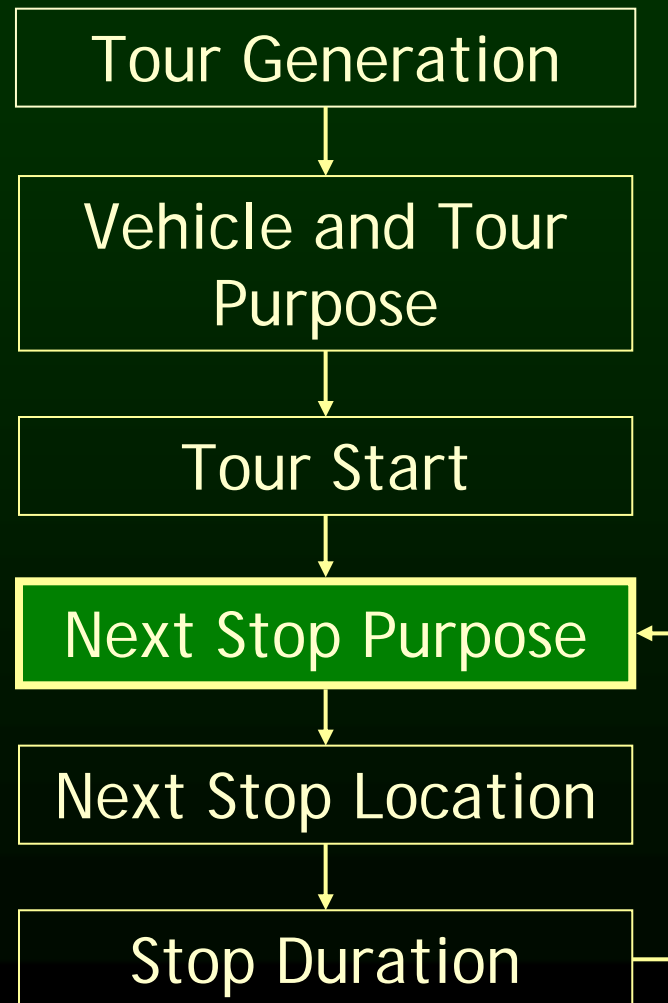 Tour Generation
Vehicle and Tour
Purpose
Tour Start
Next Stop Purpose
Next Stop Location
Stop Duration